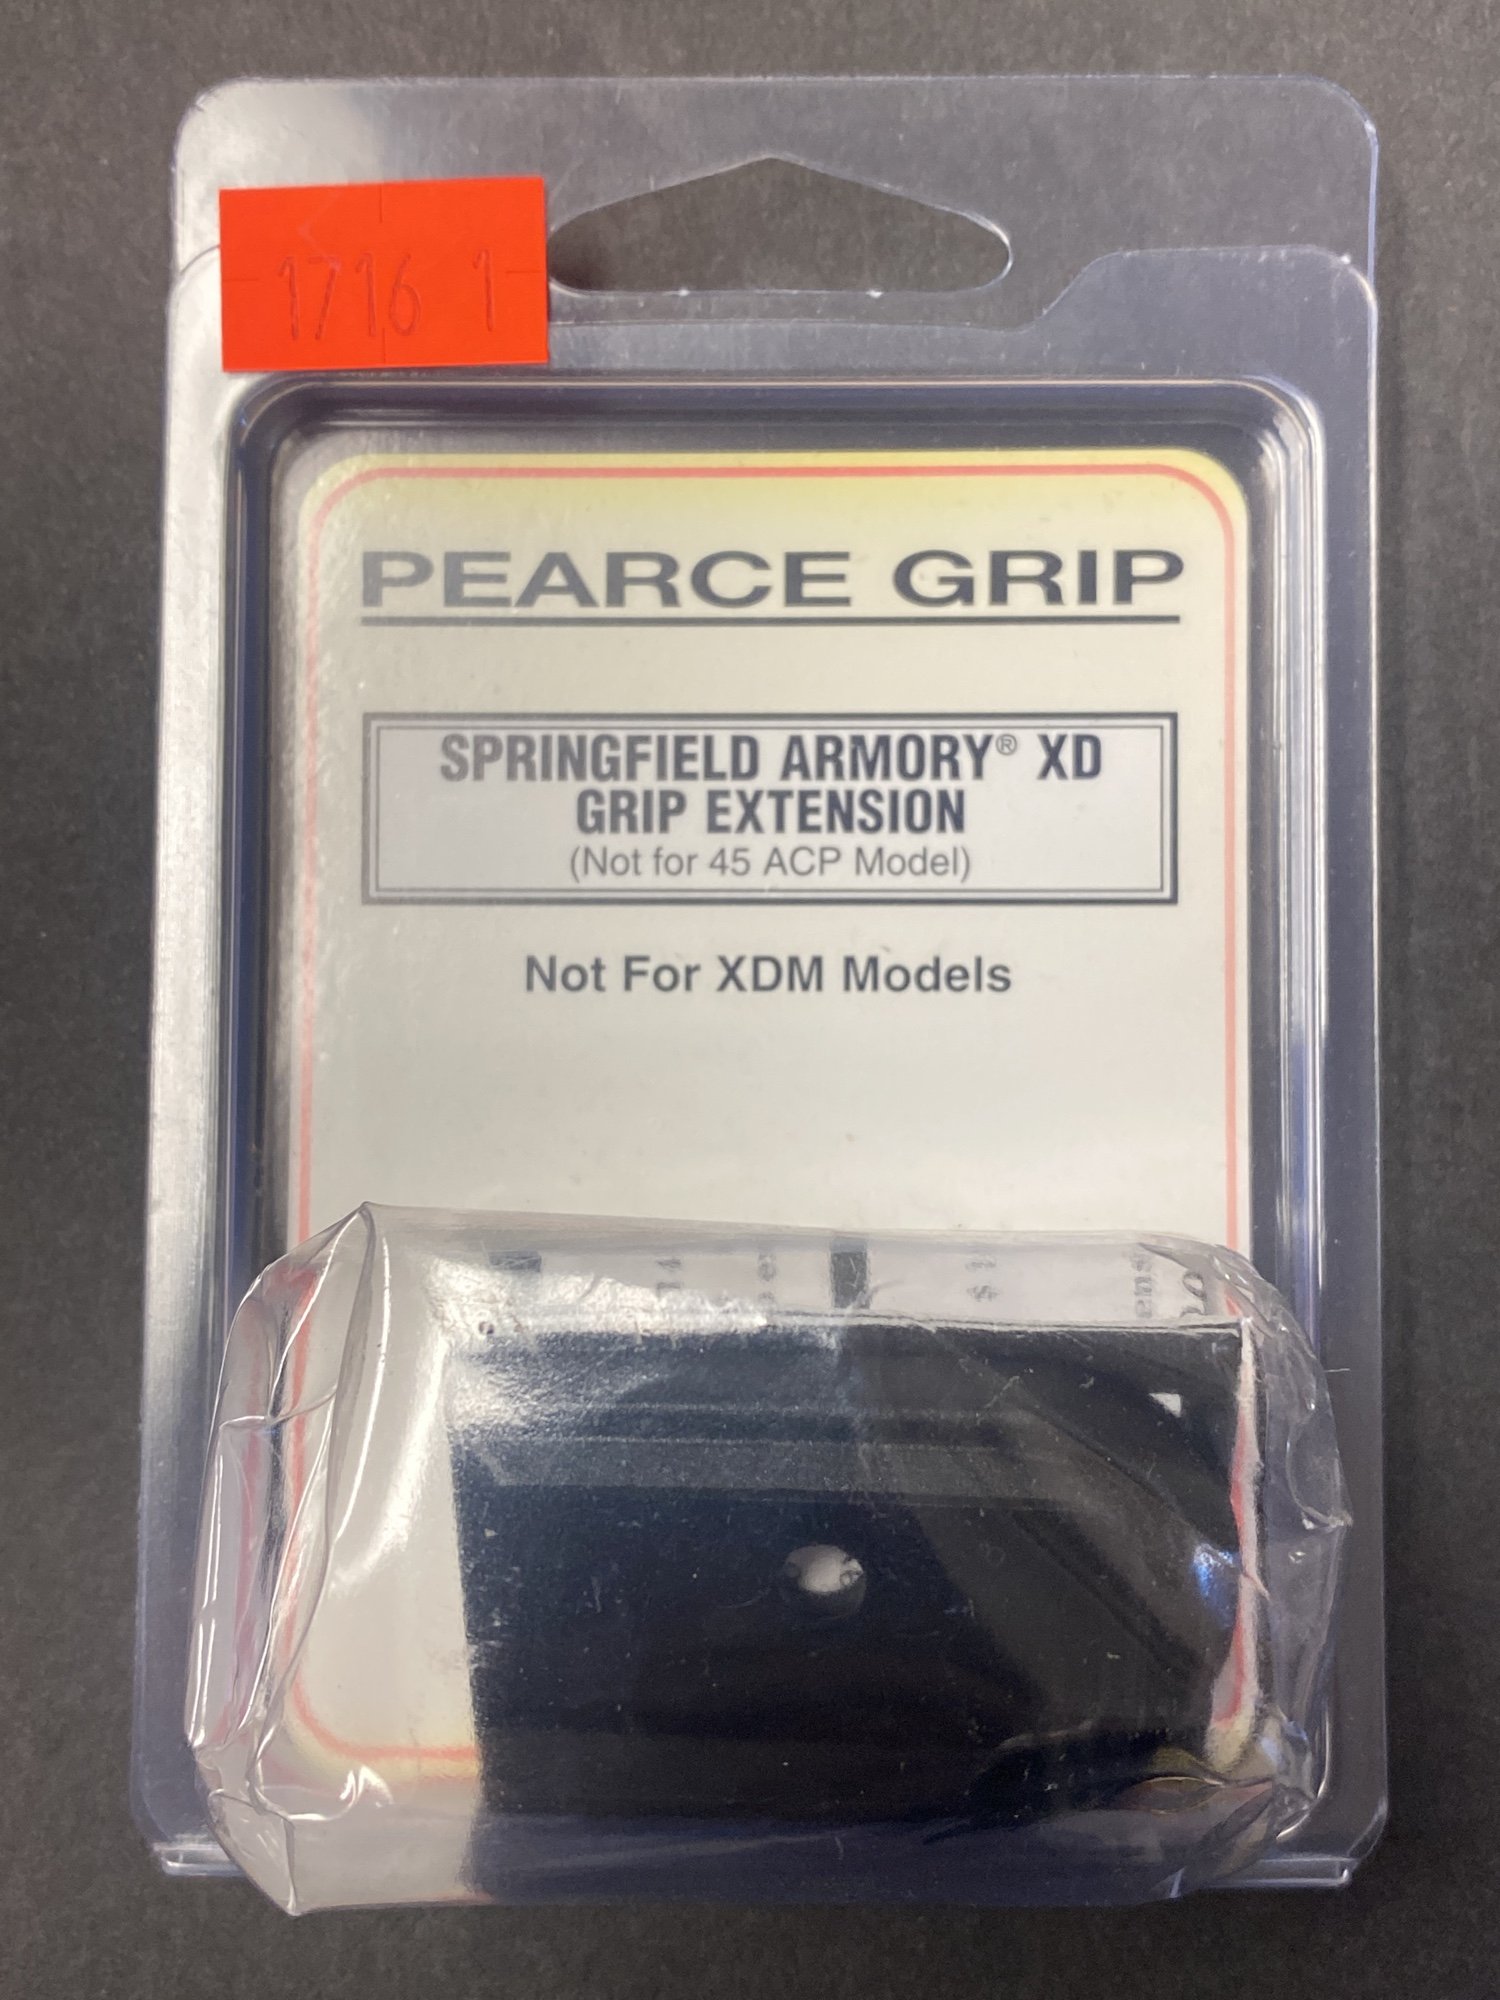 1716 1
PEARCE GRIP
SPRINGFIELD ARMORY® XD
GRIP EXTENSION
(Not for 45 ACP Model)
Not For XDM Models